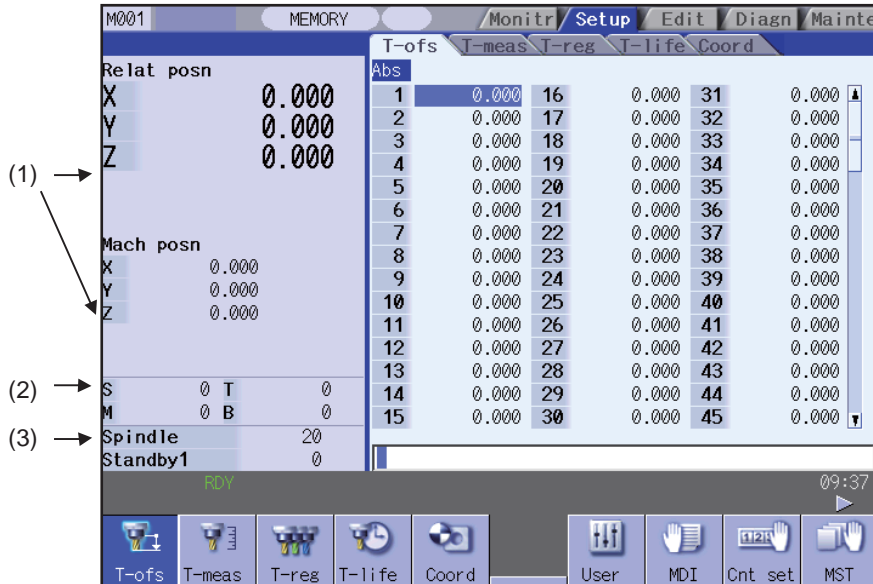 M001 MEMORY Monitr Setup Edit Diagn Mainte
T-ofs T-meas T-reg T-life Coord
Relat posn
X 0.000
Y 0.000
Z 0.000
(1)
Mach posn
X 0.000
Y 0.000
Z 0.000
(2)
S 0 T 0
M 0 B 0
(3)
Spindle 20
Standby1 0
Abs
1 0.000 16 0.000 31 0.000
2 0.000 17 0.000 32 0.000
3 0.000 18 0.000 33 0.000
4 0.000 19 0.000 34 0.000
5 0.000 20 0.000 35 0.000
6 0.000 21 0.000 36 0.000
7 0.000 22 0.000 37 0.000
8 0.000 23 0.000 38 0.000
9 0.000 24 0.000 39 0.000
10 0.000 25 0.000 40 0.000
11 0.000 26 0.000 41 0.000
12 0.000 27 0.000 42 0.000
13 0.000 28 0.000 43 0.000
14 0.000 29 0.000 44 0.000
15 0.000 30 0.000 45 0.000
RDY 09:37
T-ofs T-meas T-reg T-life Coord User MDI Cnt set MST